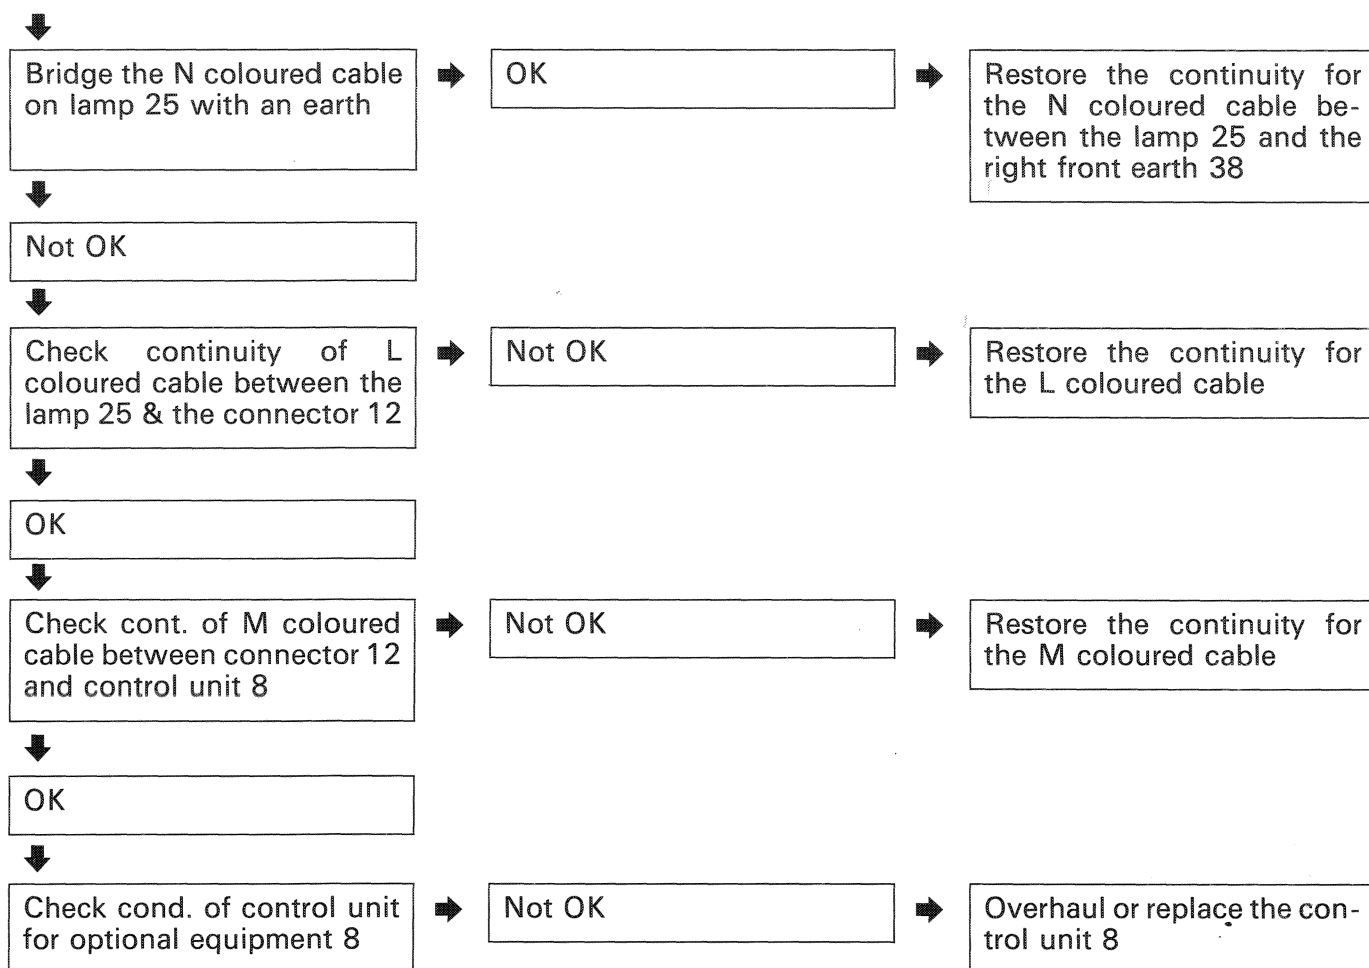 Bridge the N coloured cable
on lamp 25 with an earth
OK
Restore the continuity for
the N coloured cable be-
tween the lamp 25 and the
right front earth 38
Not OK
Check continuity of L
coloured cable between the
lamp 25 & the connector 12
Not OK
Restore the continuity for
the L coloured cable
OK
Check cont. of M coloured
cable between connector 12
and control unit 8
Not OK
Restore the continuity for
the M coloured cable
OK
Check cond. of control unit
for optional equipment 8
Not OK
Overhaul or replace the con-
trol unit 8